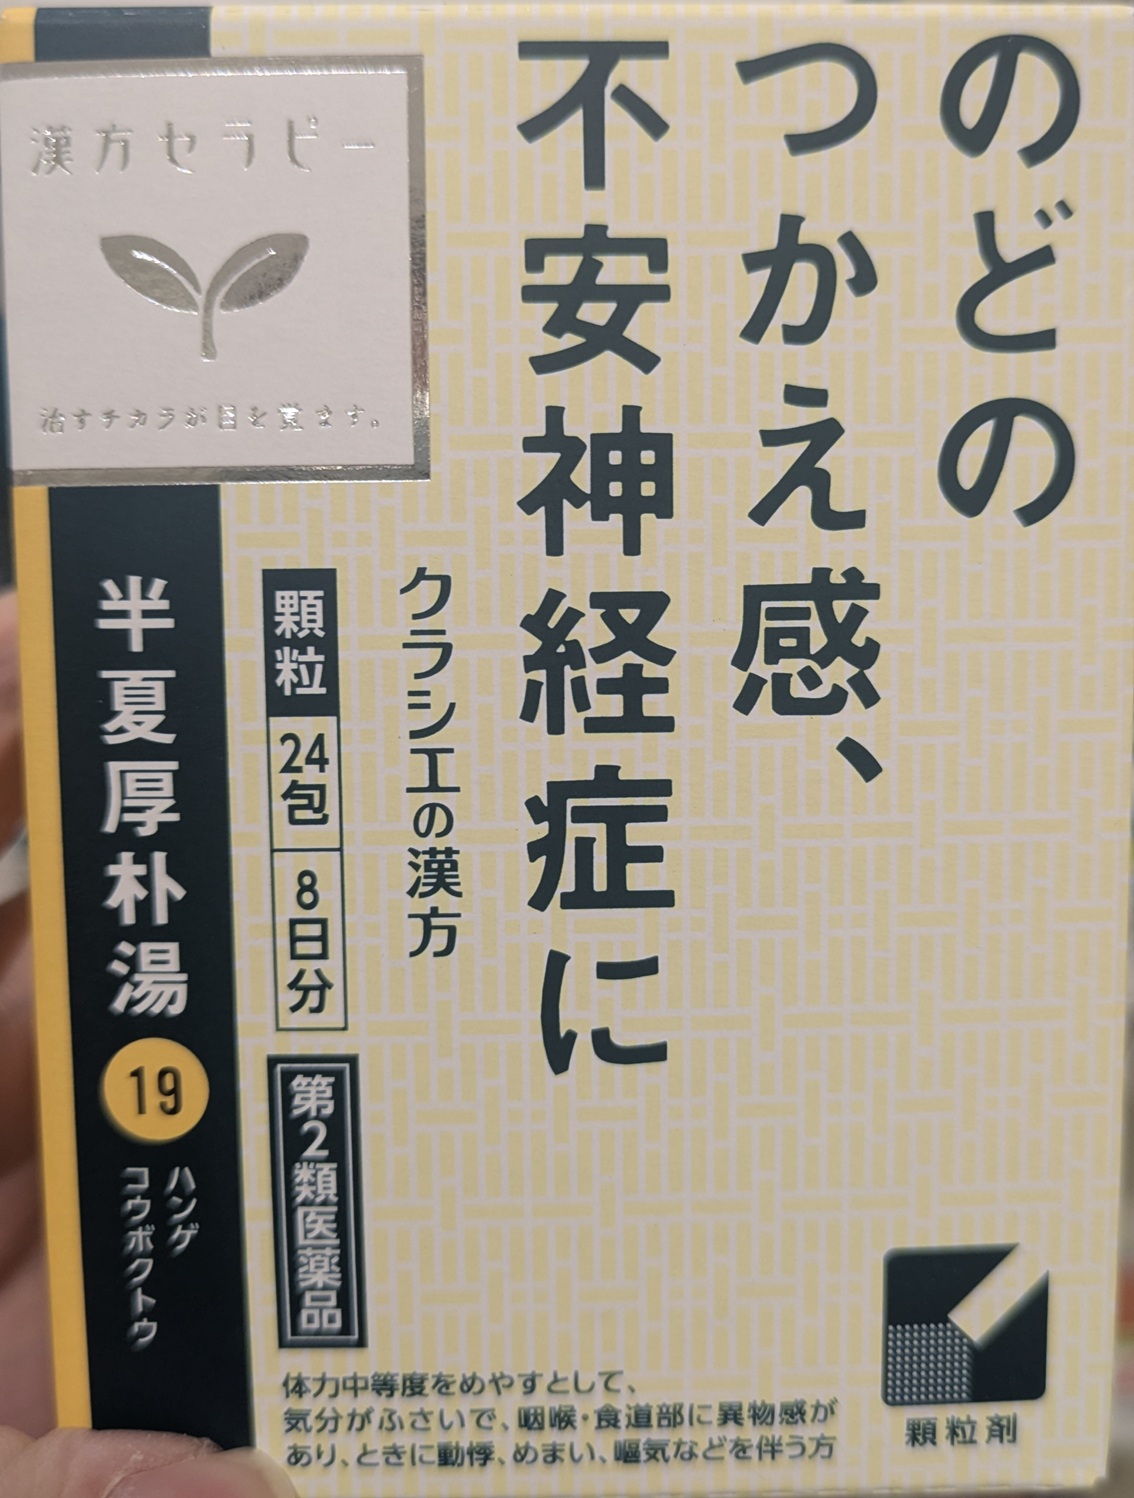 のどの
つかえ感、
不安神経症に
クラシエの漢方
漢方セラピー
治すチカラが目を覚ます。
顆粒
24包
8日分
第2類医薬品
半夏厚朴湯
19
ハンゲ
コウボクトウ
体力中等度をめやすとして、
気分がふさいで、咽喉・食道部に異物感が
あり、ときに動悸、めまい、嘔気などを伴う方
顆粒剤